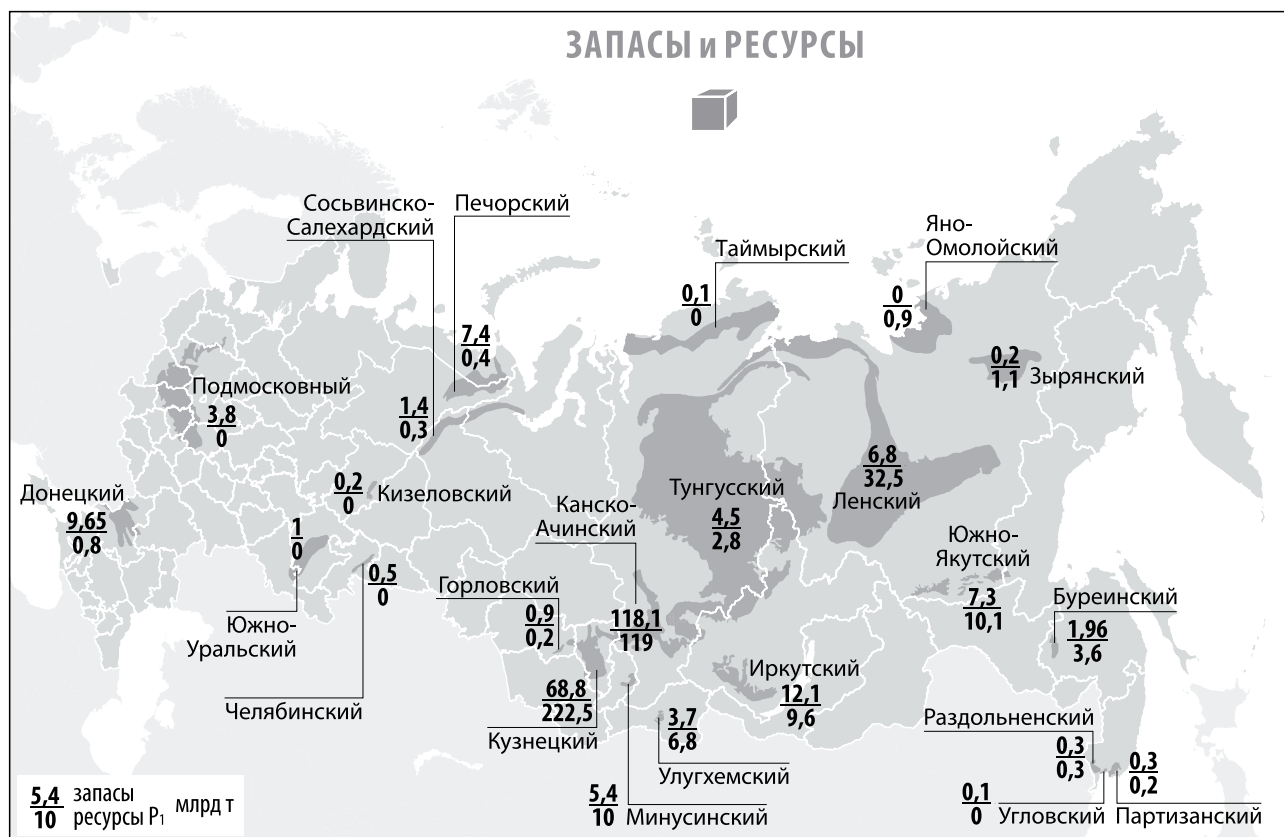 ЗАПАСЫ и РЕСУРСЫ
Сосьвинско-
Салехардский
1,4
0,3
Печорский
7,4
0,4
Таймырский
0,1
0
Яно-
Омолойский
0
0,9
0,2
1,1
Зырянский
Подмосковный
3,8
0
Донецкий
9,65
0,8
0,2
0
Кизеловский
1
0
Южно-
Уральский
0,5
0
Челябинский
Горловский
0,9
0,2
Канско-
Ачинский
118,1
119
Тунгусский
4,5
2,8
6,8
32,5
Ленский
Южно-
Якутский
7,3
10,1
Буреинский
1,96
3,6
68,8
222,5
Кузнецкий
Иркутский
12,1
9,6
3,7
6,8
Улугхемский
5,4
10
Минусинский
Раздольненский
0,3
0,3
0,1
0
Угловский
0,3
0,2
Партизанский
5,4 запасы
10 ресурсы P₁
млрд т